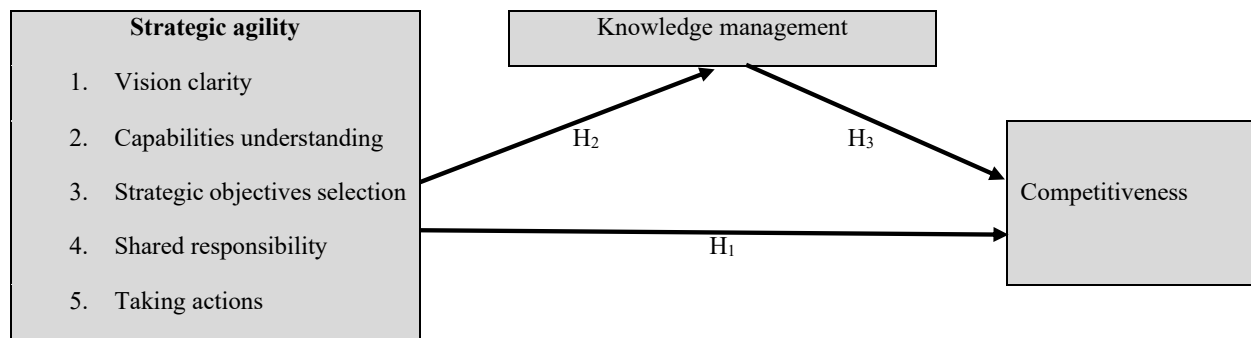 Strategic agility
1. Vision clarity
2. Capabilities understanding
3. Strategic objectives selection
4. Shared responsibility
5. Taking actions
Knowledge management
H₂
H₃
Competitiveness
H₁